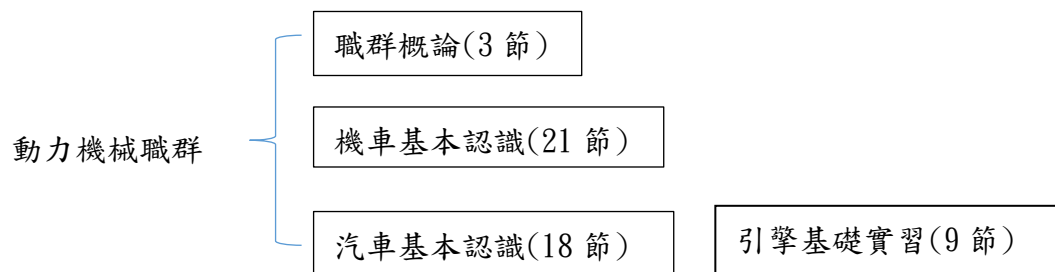 職群概論(3 節)
機車基本認識(21 節)
動力機械職群
汽車基本認識(18 節)
引擎基礎實習(9 節)